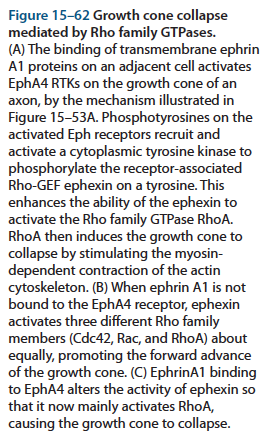 Figure 15–62 Growth cone collapse
mediated by Rho family GTPases.
(A) The binding of transmembrane ephrin
A1 proteins on an adjacent cell activates
EphA4 RTKs on the growth cone of an
axon, by the mechanism illustrated in
Figure 15–53A. Phosphotyrosines on the
activated Eph receptors recruit and
activate a cytoplasmic tyrosine kinase to
phosphorylate the receptor-associated
Rho-GEF ephexin on a tyrosine. This
enhances the ability of the ephexin to
activate the Rho family GTPase RhoA.
RhoA then induces the growth cone to
collapse by stimulating the myosin-
dependent contraction of the actin
cytoskeleton. (B) When ephrin A1 is not
bound to the EphA4 receptor, ephexin
activates three different Rho family
members (Cdc42, Rac, and RhoA) about
equally, promoting the forward advance
of the growth cone. (C) EphrinA1 binding
to EphA4 alters the activity of ephexin so
that it now mainly activates RhoA,
causing the growth cone to collapse.